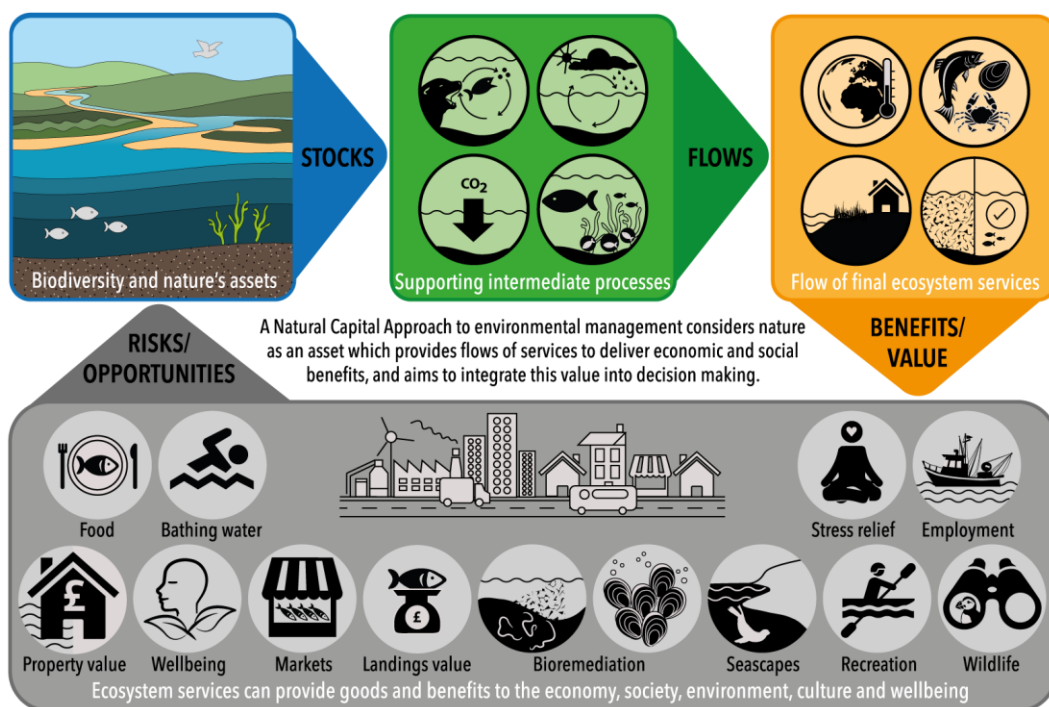 STOCKS
CO2
FLOWS
Biodiversity and nature's assets
Supporting intermediate processes
Flow of final ecosystem services
RISKS/
OPPORTUNITIES
A Natural Capital Approach to environmental management considers nature
as an asset which provides flows of services to deliver economic and social
benefits, and aims to integrate this value into decision making.
BENEFITS/
VALUE
Food
Bathing water
Stress relief
Employment
£
£
Property value
Wellbeing
Markets
Landings value
Bioremediation
Seascapes
Recreation
Wildlife
Ecosystem services can provide goods and benefits to the economy, society, environment, culture and wellbeing